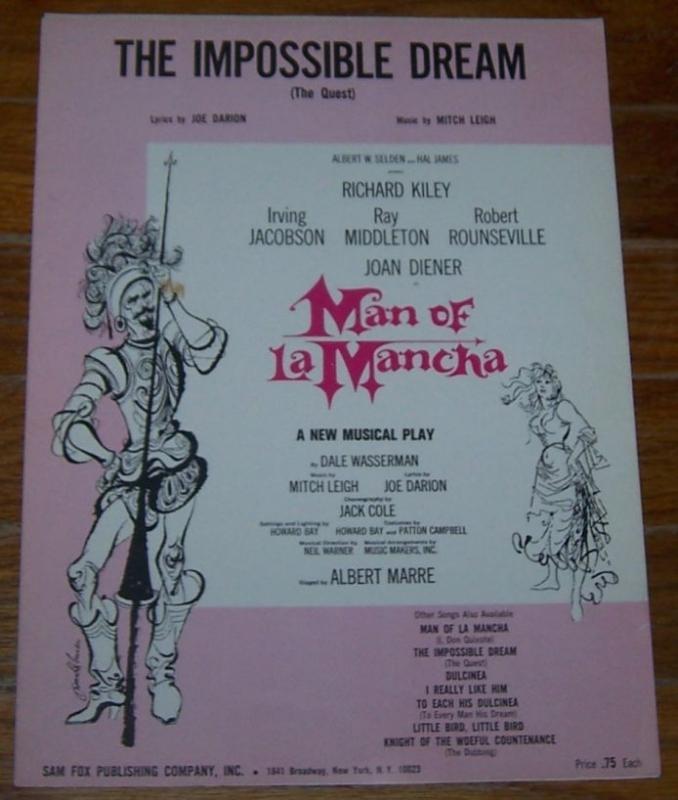 THE IMPOSSIBLE DREAM
(The Quest)
Lyrics by JOE DARION Music by MITCH LEIGH
ALBERT W. SELDEN and HAL JAMES
present
RICHARD KILEY
Irving Ray Robert
JACOBSON MIDDLETON ROUNSEVILLE
JOAN DIENER
in
Man of
La Mancha
A NEW MUSICAL PLAY
By DALE WASSERMAN
Music by Lyrics by
MITCH LEIGH JOE DARION
Choreography by
JACK COLE
Settings and Lighting by Costumes by
HOWARD BAY HOWARD BAY and PATTON CAMPBELL
Musical Direction by Musical Arrangements by
NEIL WARNER MUSIC MAKERS, INC.
Staged by ALBERT MARRE
Other Songs Also Available
MAN OF LA MANCHA
(I, Don Quixote)
THE IMPOSSIBLE DREAM
(The Quest)
DULCINEA
I REALLY LIKE HIM
TO EACH HIS DULCINEA
(To Every Man His Dream)
LITTLE BIRD, LITTLE BIRD
KNIGHT OF THE WOEFUL COUNTENANCE
(The Dubbing)
SAM FOX PUBLISHING COMPANY, INC. • 1841 Broadway, New York, N.Y. 10023
Price .75 Each